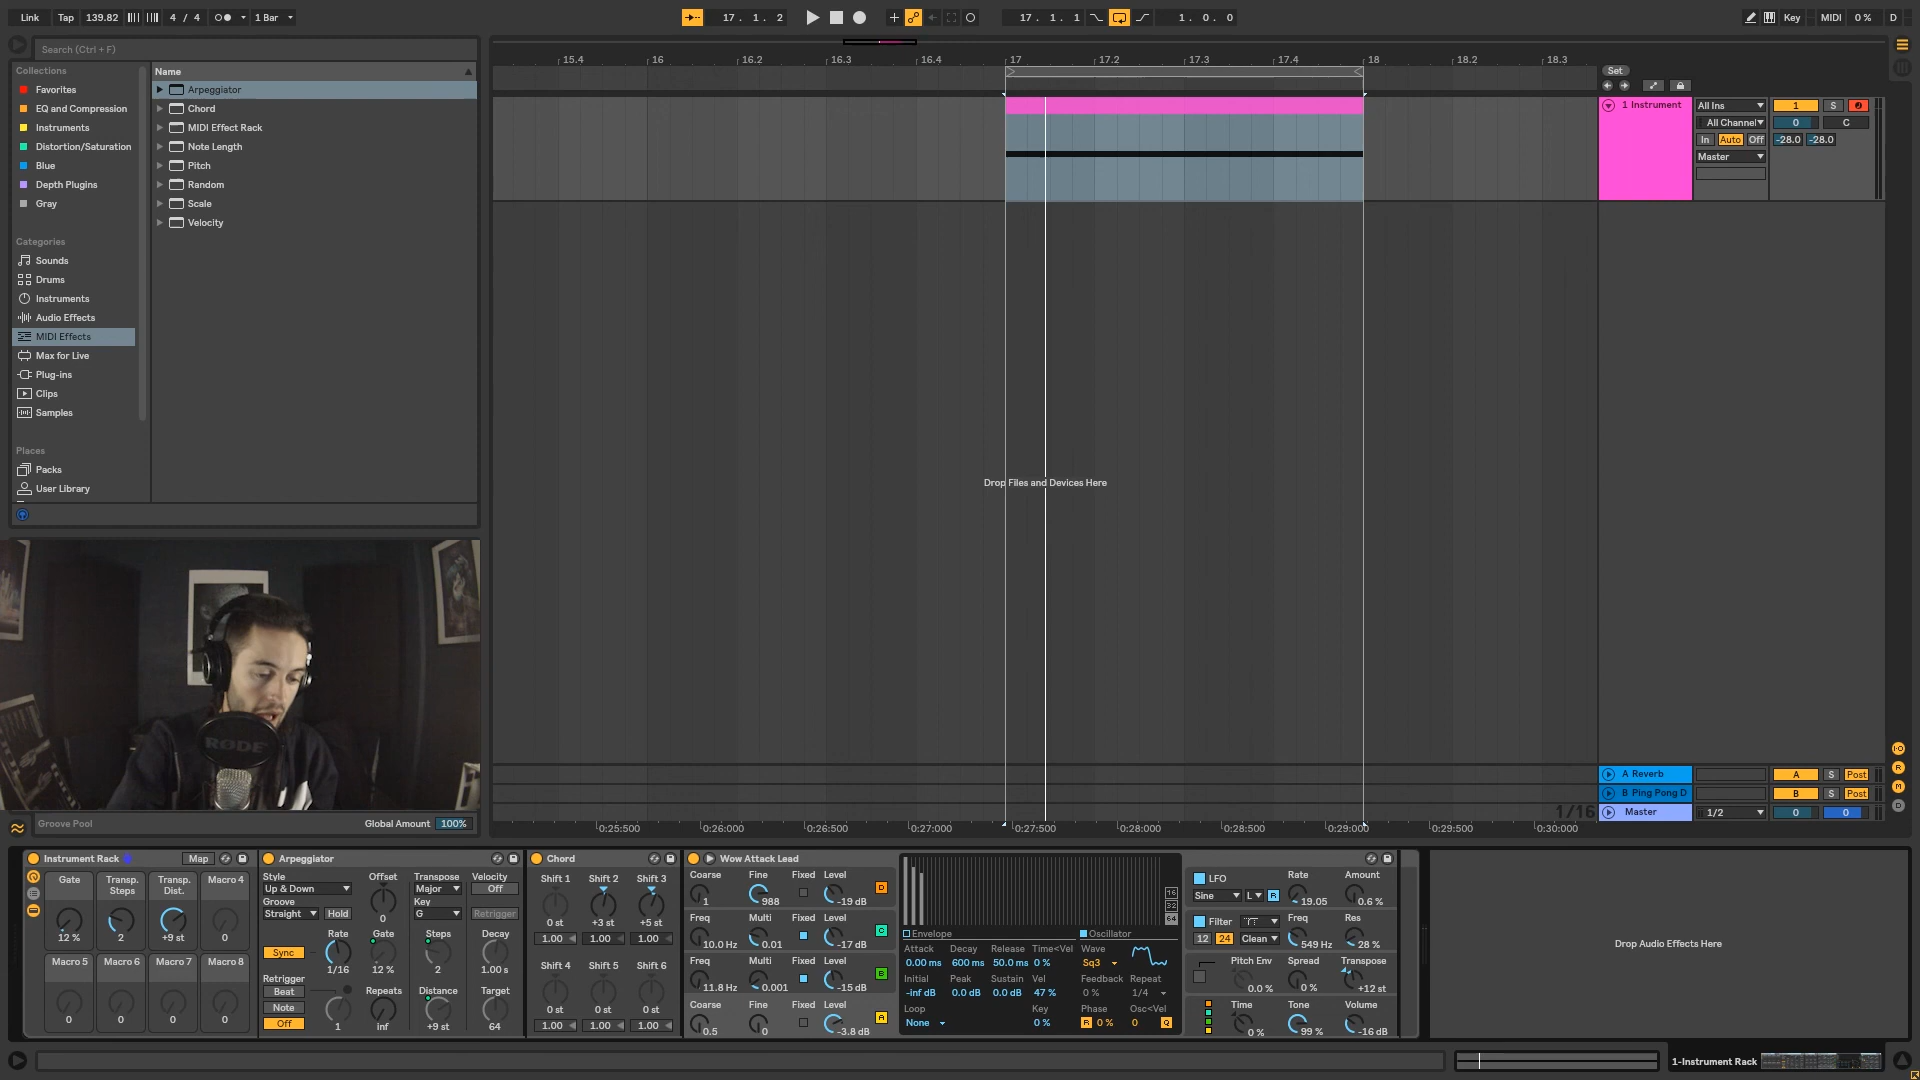 Link Tap 139.82 4 / 4 1 Bar 17. 1. 2 17. 1. 1 1. 0. 0 Key MIDI 0 % D
Search (Ctrl + F)
Collections
Favorites
EQ and Compression
Instruments
Distortion/Saturation
Blue
Depth Plugins
Gray
Categories
Sounds
Drums
Instruments
Audio Effects
MIDI Effects
Max for Live
Plug-ins
Clips
Samples
Places
Packs
User Library
Name
Arpeggiator
Chord
MIDI Effect Rack
Note Length
Pitch
Random
Scale
Velocity
15.4 16 16.2 16.3 16.4 17 17.2 17.3 17.4 18 18.2 18.3
Set
1 Instrument
All Ins
All Channel
In Auto Off
Master
1 S
0 C
-28.0 -28.0
Drop Files and Devices Here
A Reverb A S Post
B Ping Pong D B S Post
Master 1/2 0 0
1/16
0:25:500 0:26:000 0:26:500 0:27:000 0:27:500 0:28:000 0:28:500 0:29:000 0:29:500 0:30:000
RODE
Groove Pool Global Amount 100%
Instrument Rack Map
Gate Transp. Steps Transp. Dist. Macro 4
12 % 2 +9 st 0
Macro 5 Macro 6 Macro 7 Macro 8
0 0 0 0
Arpeggiator
Style
Up & Down
Groove
Straight Hold
Offset
0
Transpose
Major
Key
G
Velocity
Off
Retrigger
Sync
Rate
1/16
Gate
12 %
Steps
2
Decay
1.00 s
Retrigger
Beat
Note
Off
1
Repeats
inf
Distance
+9 st
Target
64
Chord
Shift 1 Shift 2 Shift 3
0 st +3 st +5 st
1.00 1.00 1.00
Shift 4 Shift 5 Shift 6
0 st 0 st 0 st
1.00 1.00 1.00
Wow Attack Lead
Coarse Fine Fixed Level
1 988 -19 dB D
Freq Multi Fixed Level
10.0 Hz 0.01 -17 dB C
Freq Multi Fixed Level
11.8 Hz 0.001 -15 dB B
Coarse Fine Fixed Level
0.5 0 -3.8 dB A
16
32
64
Envelope Oscillator
Attack Decay Release Time<Vel Wave
0.00 ms 600 ms 50.0 ms 0 % Sq3
Initial Peak Sustain Vel Feedback Repeat
-inf dB 0.0 dB 0.0 dB 47 % 0 % 1/4
Loop Key Phase Osc<Vel
None 0 % R 0 % 0 Q
LFO Rate Amount
Sine L R 19.05 0.6 %
Filter Freq Res
12 24 Clean 549 Hz 28 %
Pitch Env Spread Transpose
0.0 % 0 % +12 st
Time Tone Volume
0 % 99 % -16 dB
Drop Audio Effects Here
1-Instrument Rack